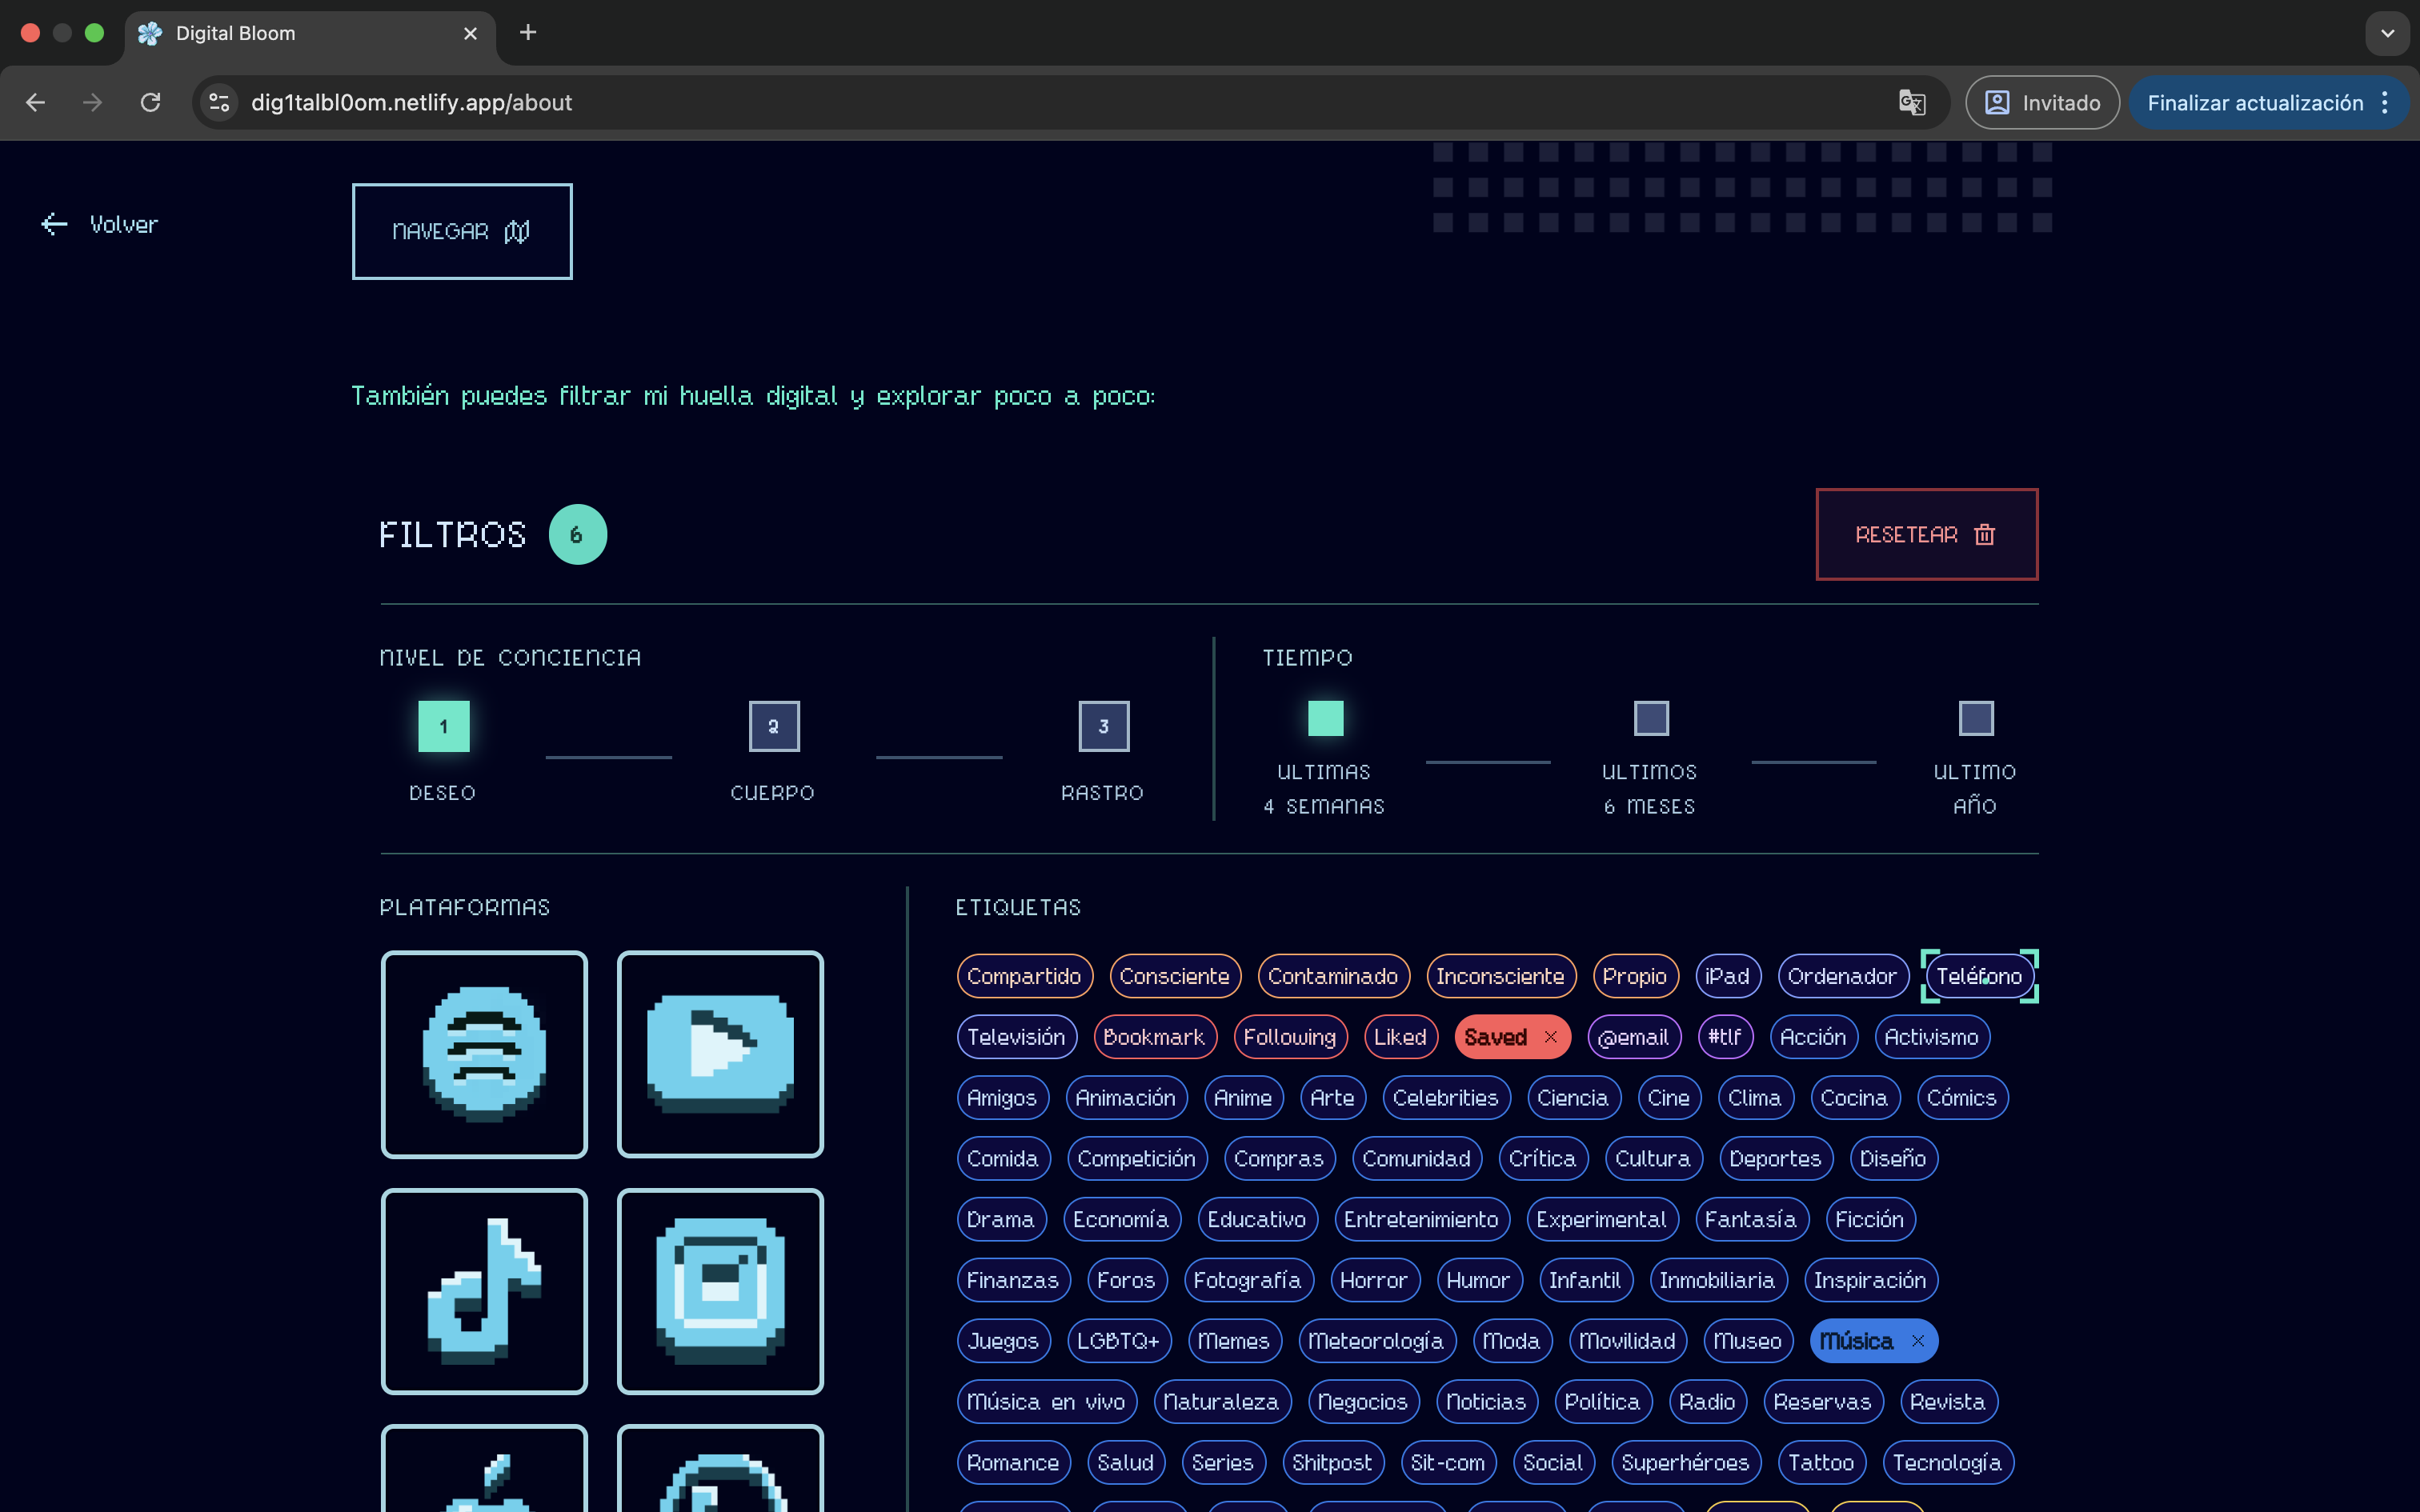 Digital Bloom
dig1talbl0om.netlify.app/about
Invitado
Finalizar actualización
Volver
NAVEGAR
También puedes filtrar mi huella digital y explorar poco a poco:
FILTROS 6
RESETEAR
NIVEL DE CONCIENCIA
1 2 3
DESEO CUERPO RASTRO
TIEMPO
ULTIMAS
4 SEMANAS
ULTIMOS
6 MESES
ULTIMO
AÑO
PLATAFORMAS
ETIQUETAS
Compartido Consciente Contaminado Inconsciente Propio iPad Ordenador Teléfono
Televisión Bookmark Following Liked Saved @email #tlf Acción Activismo
Amigos Animación Anime Arte Celebrities Ciencia Cine Clima Cocina Cómics
Comida Competición Compras Comunidad Crítica Cultura Deportes Diseño
Drama Economía Educativo Entretenimiento Experimental Fantasía Ficción
Finanzas Foros Fotografía Horror Humor Infantil Inmobiliaria Inspiración
Juegos LGBTQ+ Memes Meteorología Moda Movilidad Museo Música
Música en vivo Naturaleza Negocios Noticias Política Radio Reservas Revista
Romance Salud Series Shitpost Sit-com Social Superhéroes Tattoo Tecnología